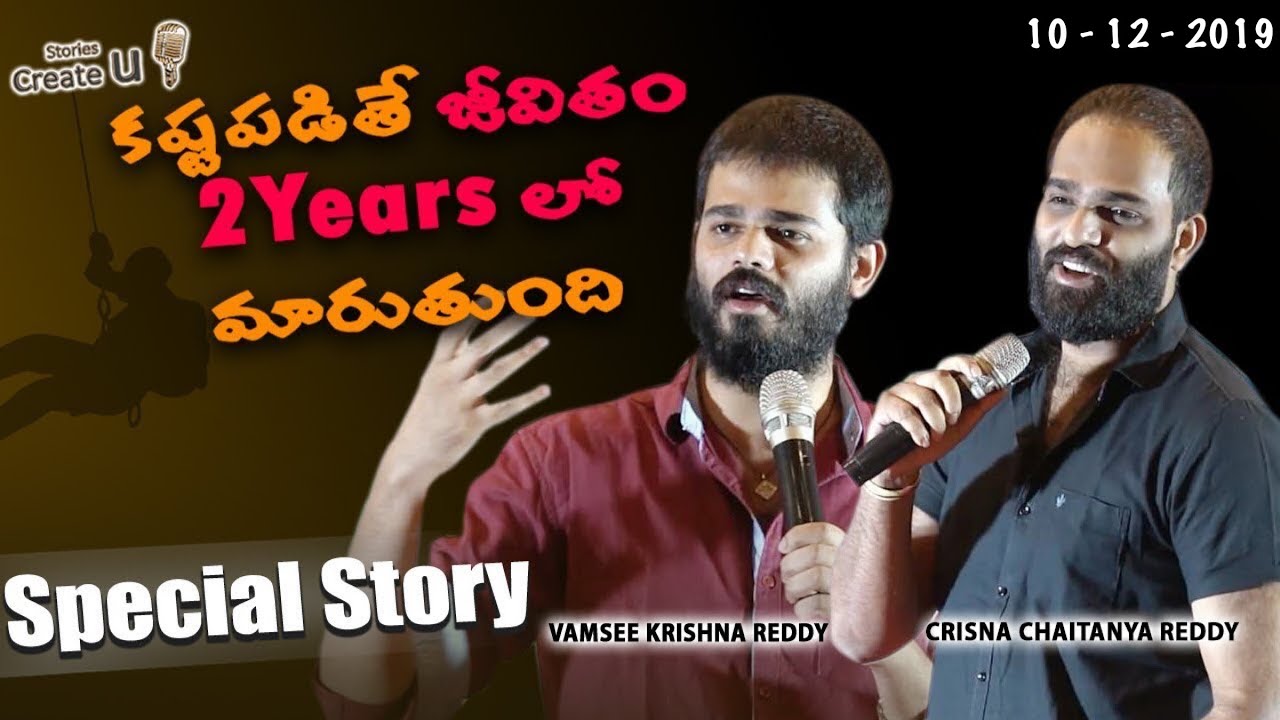 Stories
Create U
10 - 12 - 2019
కష్టపడితే జీవితం
2Years లో
మారుతుంది
Special Story
VAMSEE KRISHNA REDDY
CRISNA CHAITANYA REDDY